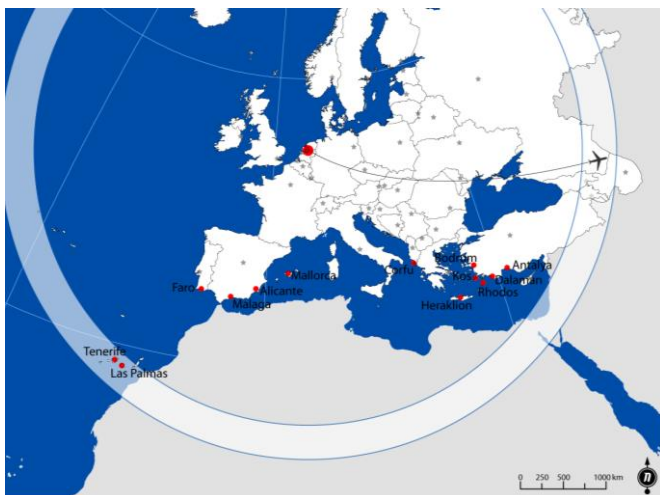 Bodrum
Corfu
Antalya
Kos
Dalaman
Mallorca
Rhodos
Faro
Alicante
Malaga
Heraklion
Tenerife
Las Palmas
0 250 500 1000 km
n